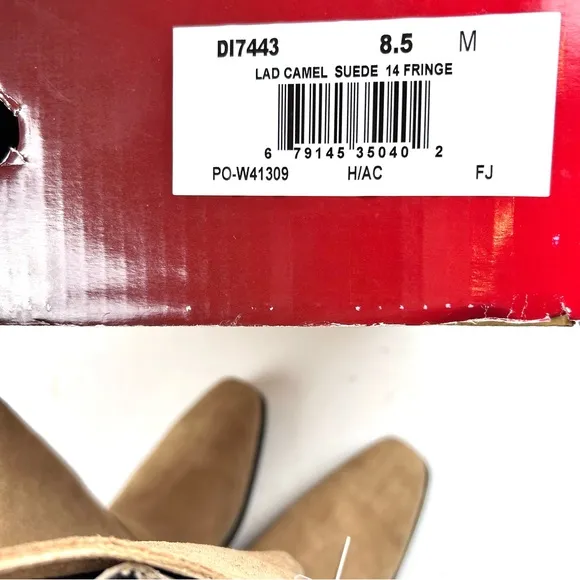 DI7443 8.5 M
LAD CAMEL SUEDE 14 FRINGE
6 79145 35040 2
PO-W41309 H/AC FJ